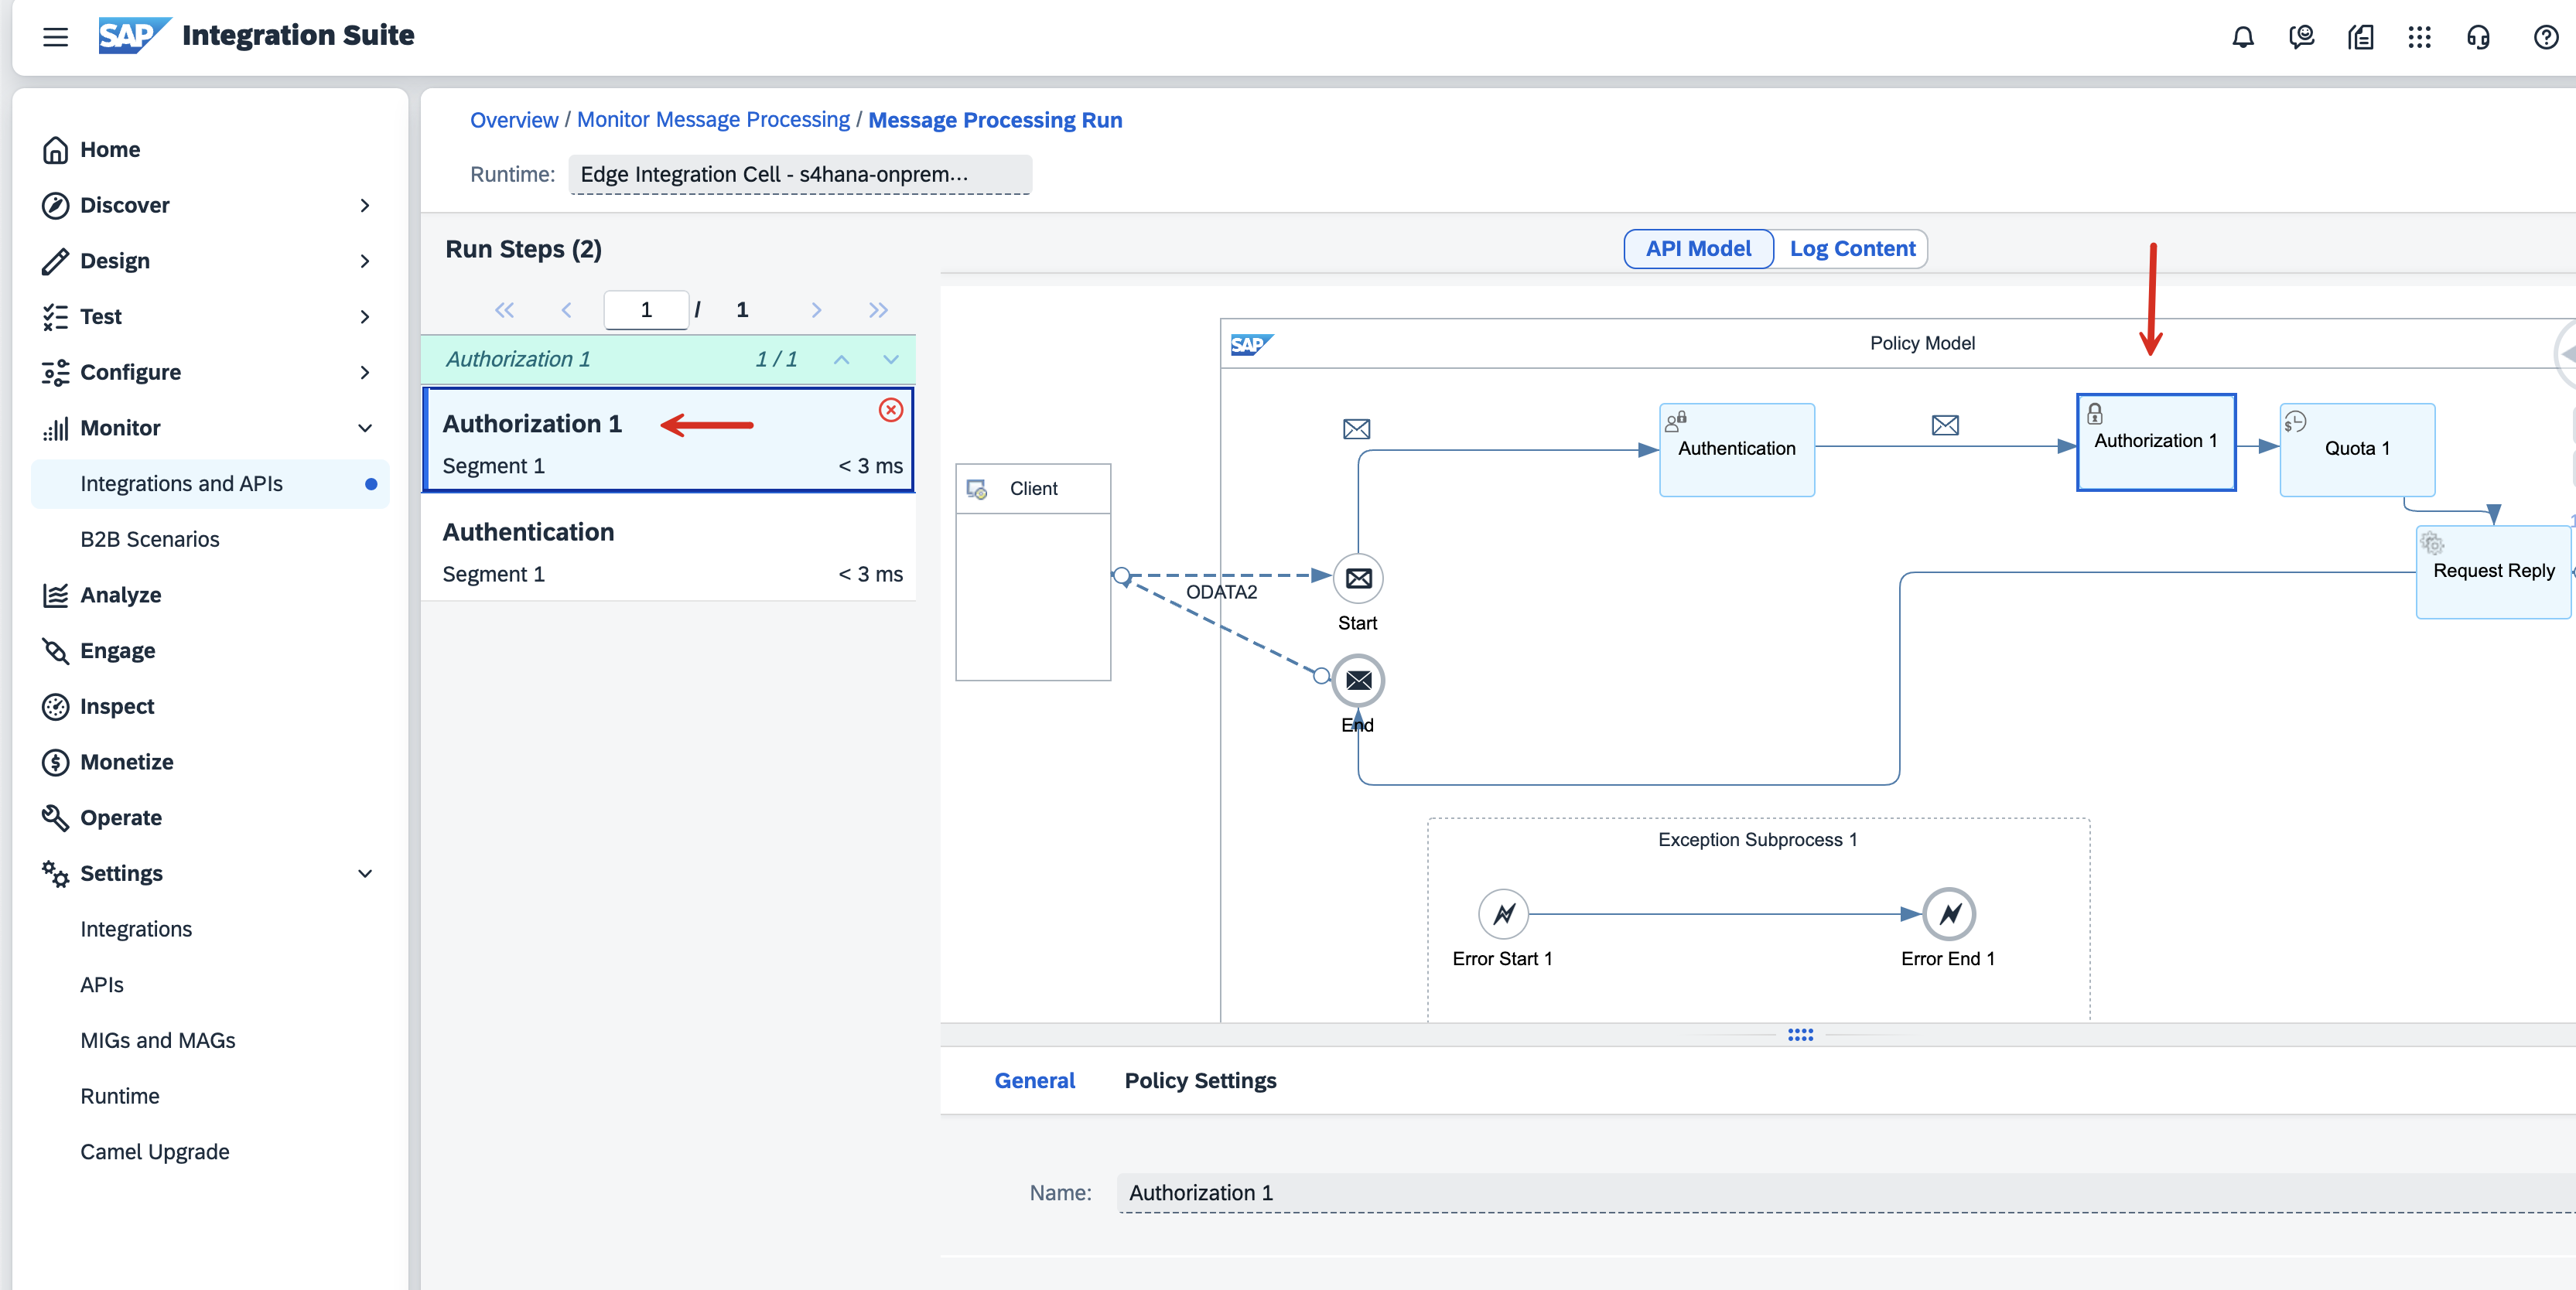 SAP Integration Suite
Home
Discover
Design
Test
Configure
Monitor
Integrations and APIs
B2B Scenarios
Analyze
Engage
Inspect
Monetize
Operate
Settings
Integrations
APIs
MIGs and MAGs
Runtime
Camel Upgrade
Overview / Monitor Message Processing / Message Processing Run
Runtime: Edge Integration Cell - s4hana-onprem...
Run Steps (2)
1 / 1
Authorization 1 1 / 1
Authorization 1
Segment 1 < 3 ms
Authentication
Segment 1 < 3 ms
API Model Log Content
SAP Policy Model
Client
Authentication
Authorization 1
Quota 1
Request Reply
ODATA2
Start
End
Exception Subprocess 1
Error Start 1
Error End 1
General Policy Settings
Name: Authorization 1